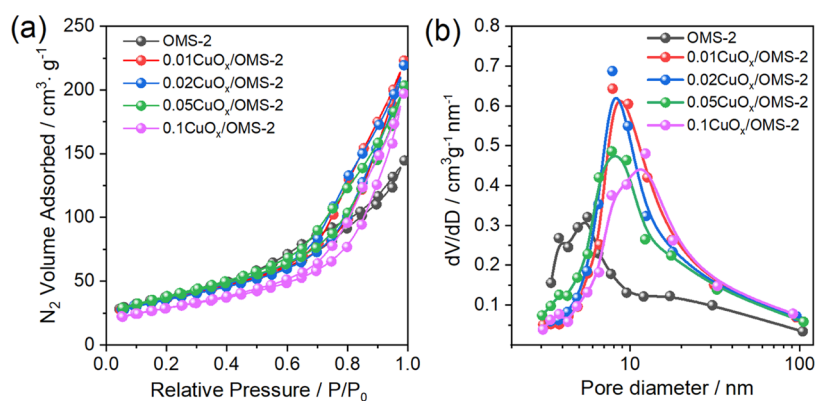 (a)
OMS-2
0.01CuOₓ/OMS-2
0.02CuOₓ/OMS-2
0.05CuOₓ/OMS-2
0.1CuOₓ/OMS-2
N₂ Volume Adsorbed / cm³· g⁻¹
250
200
150
100
50
0
0.0 0.2 0.4 0.6 0.8 1.0
Relative Pressure / P/P₀
(b)
OMS-2
0.01CuOₓ/OMS-2
0.02CuOₓ/OMS-2
0.05CuOₓ/OMS-2
0.1CuOₓ/OMS-2
dV/dD / cm³g⁻¹ nm⁻¹
0.8
0.7
0.6
0.5
0.4
0.3
0.2
0.1
10 100
Pore diameter / nm